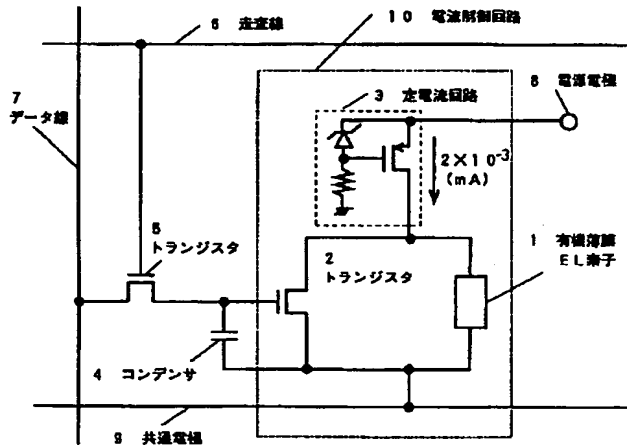 6 走査線
10 電流制御回路
8 電源電極
7
データ線
3 定電流回路
2×10⁻³
(mA)
5
トランジスタ
2
トランジスタ
1 有機薄膜
EL素子
4 コンデンサ
9 共通電極